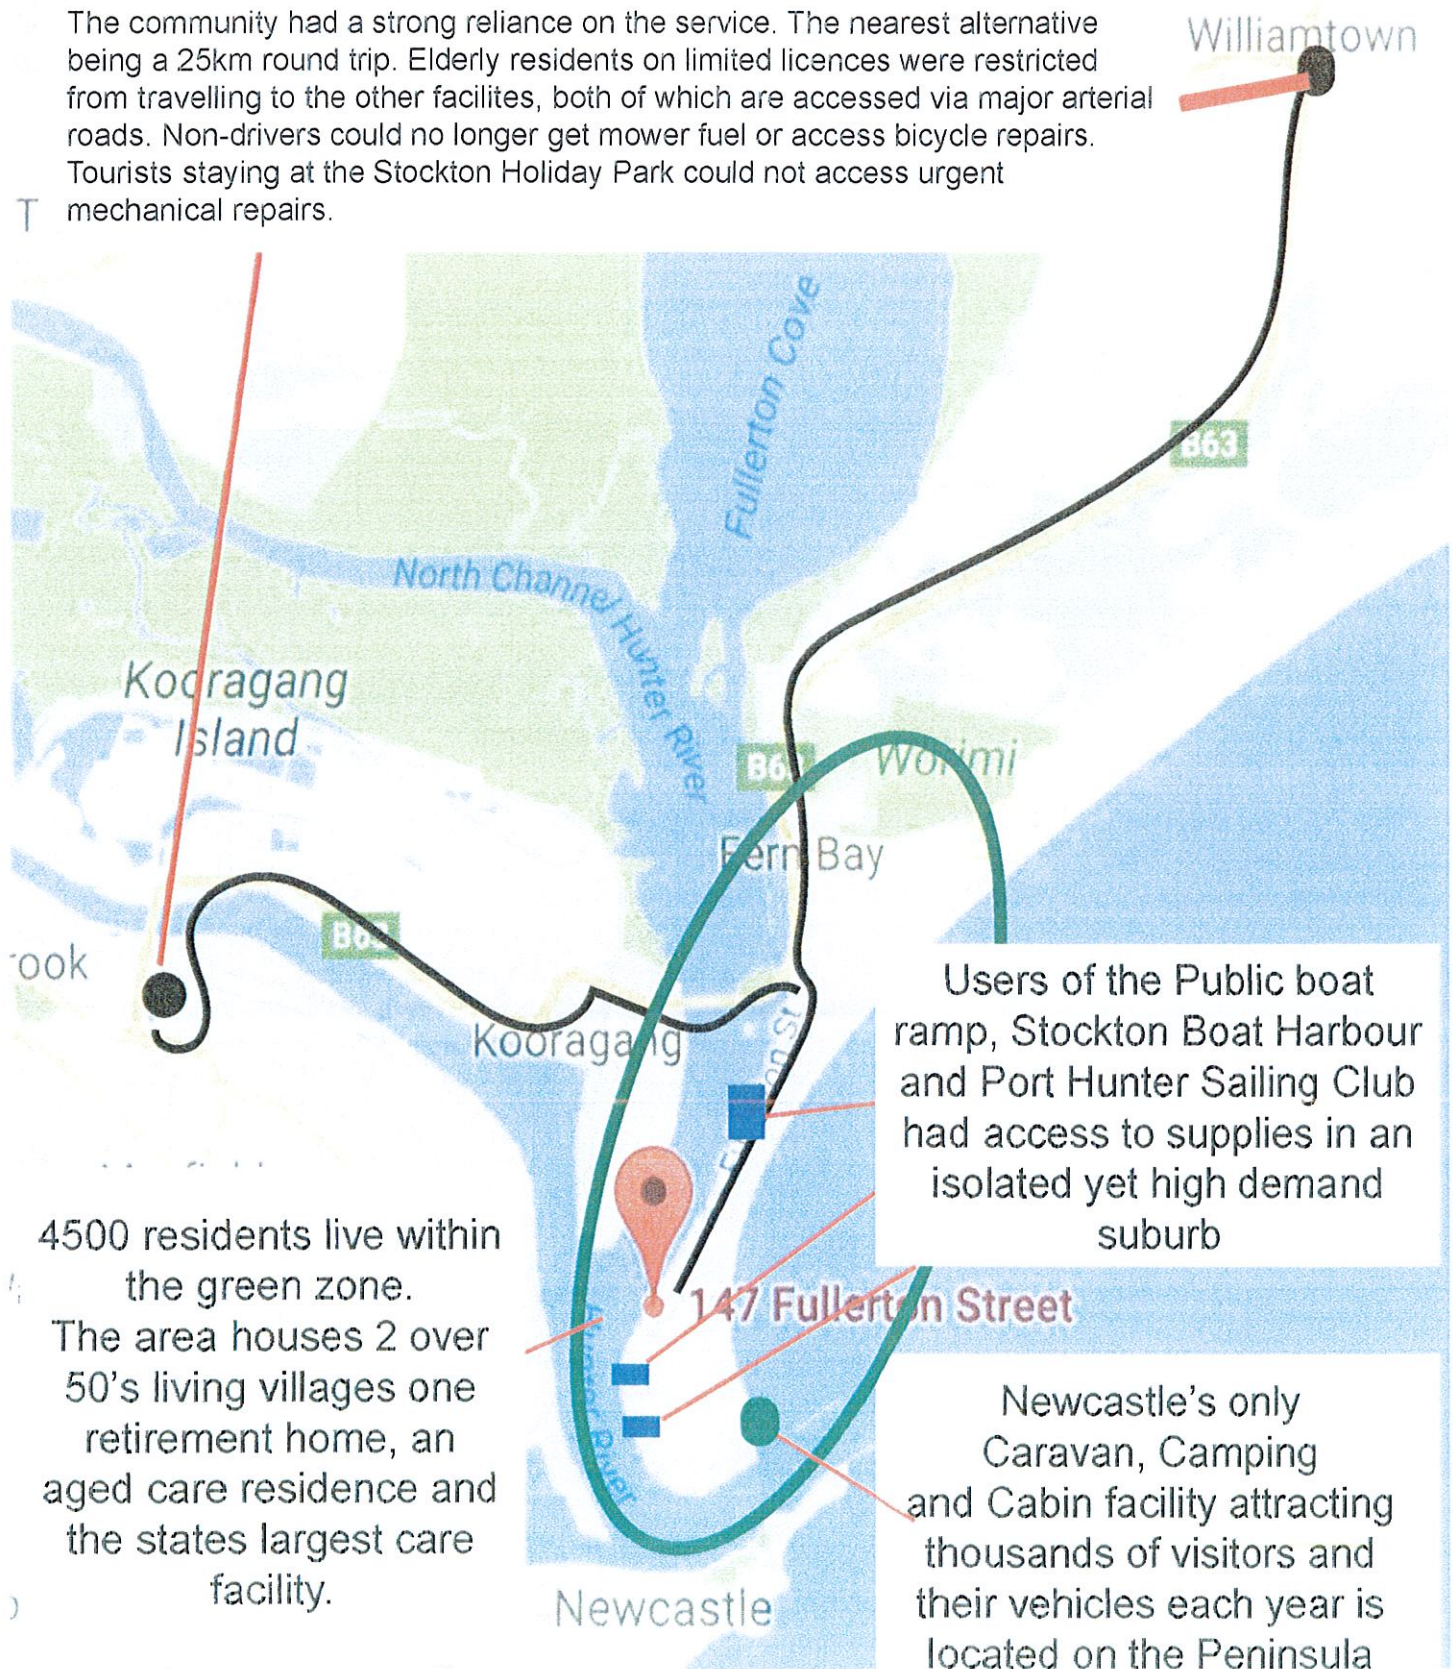 The community had a strong reliance on the service. The nearest alternative
being a 25km round trip. Elderly residents on limited licences were restricted
from travelling to the other facilites, both of which are accessed via major arterial
roads. Non-drivers could no longer get mower fuel or access bicycle repairs.
Tourists staying at the Stockton Holiday Park could not access urgent
mechanical repairs.
Williamtown
T
Fullerton Cove
B63
North Channel Hunter River
Kooragang
Island
B63
Worimi
Fern Bay
B63
ook
Kooragang
Users of the Public boat
ramp, Stockton Boat Harbour
and Port Hunter Sailing Club
had access to supplies in an
isolated yet high demand
suburb
4500 residents live within
the green zone.
The area houses 2 over
50's living villages one
retirement home, an
aged care residence and
the states largest care
facility.
147 Fullerton Street
Hunter River
Newcastle's only
Caravan, Camping
and Cabin facility attracting
thousands of visitors and
their vehicles each year is
located on the Peninsula
Newcastle